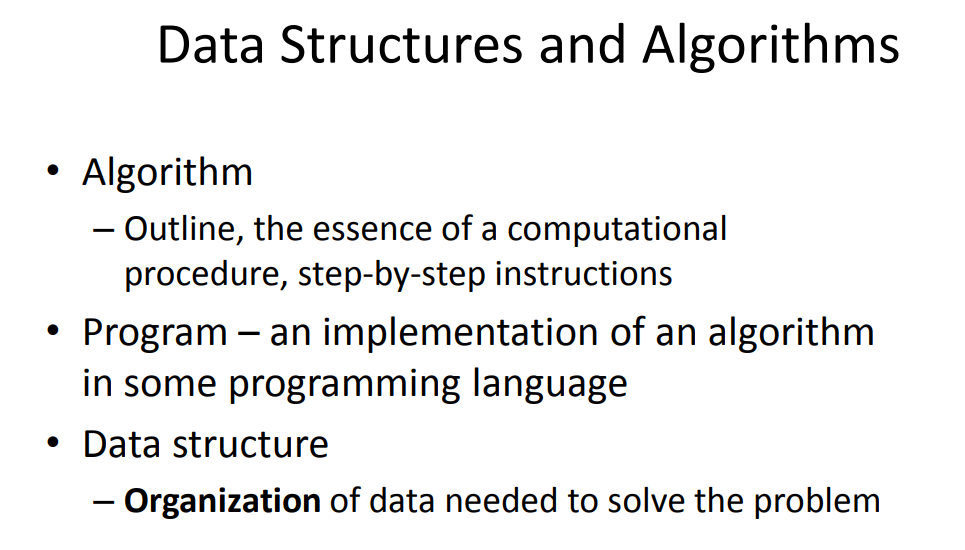 Data Structures and Algorithms
• Algorithm
– Outline, the essence of a computational
procedure, step-by-step instructions
• Program – an implementation of an algorithm
in some programming language
• Data structure
– Organization of data needed to solve the problem